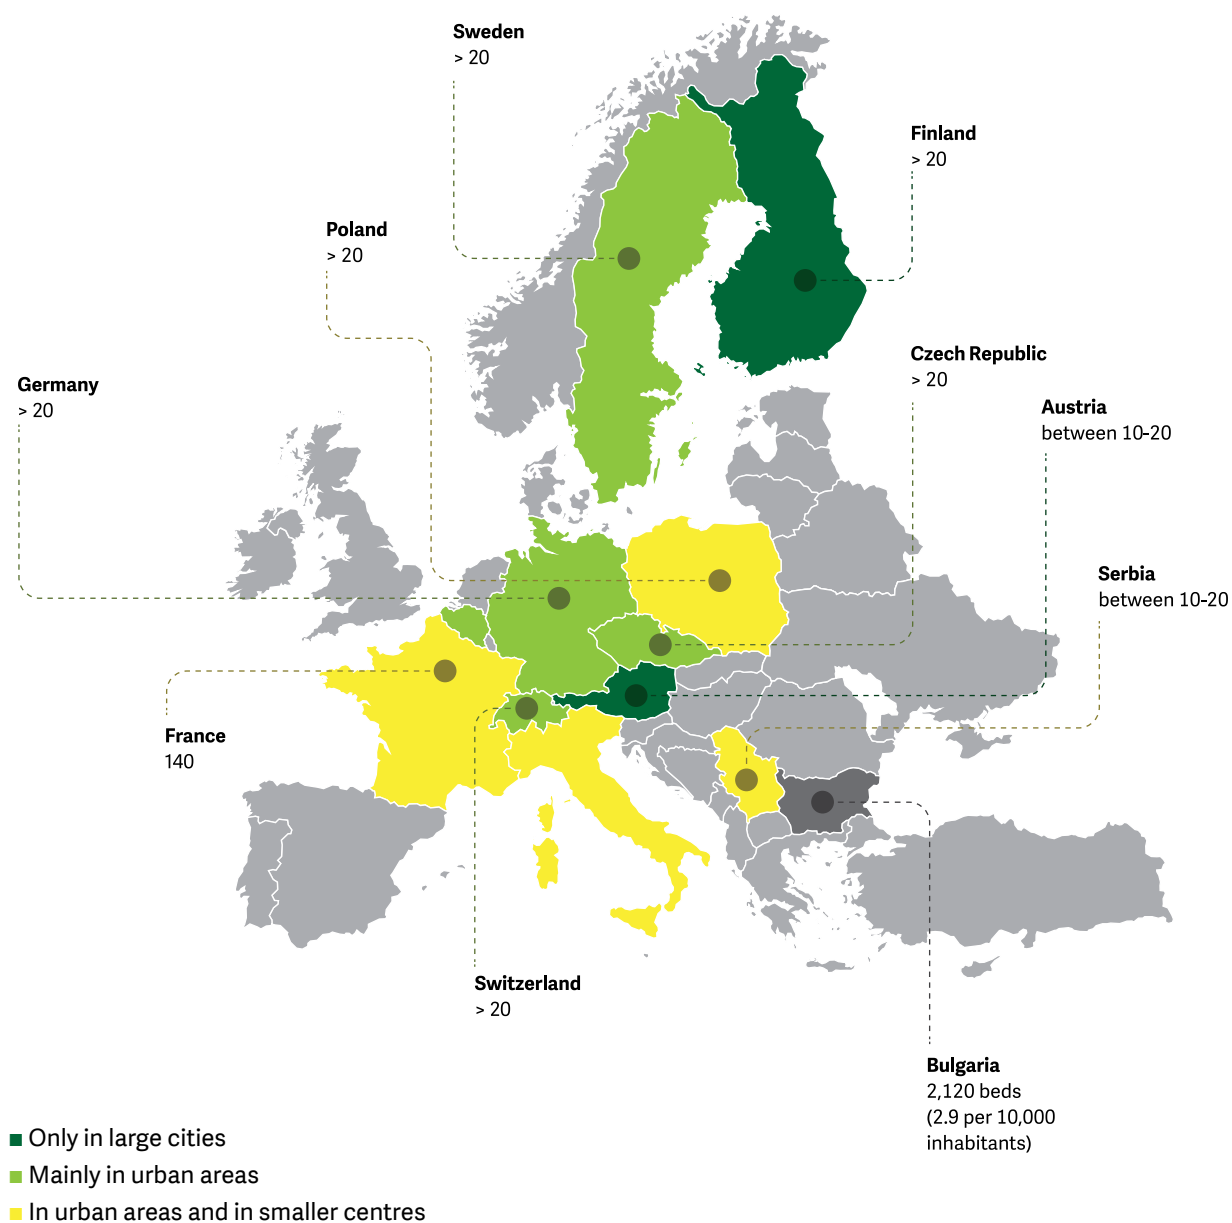 Sweden
> 20
Finland
> 20
Poland
> 20
Czech Republic
> 20
Germany
> 20
Austria
between 10-20
Serbia
between 10-20
France
140
Switzerland
> 20
Bulgaria
2,120 beds
(2.9 per 10,000
inhabitants)
Only in large cities
Mainly in urban areas
In urban areas and in smaller centres